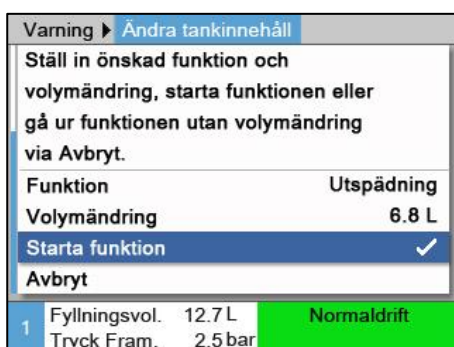 Varning ▶ Ändra tankinnehåll
Ställ in önskad funktion och
volymändring, starta funktionen eller
gå ur funktionen utan volymändring
via Avbryt.
Funktion Utspädning
Volymändring 6.8 L
Starta funktion ✓
Avbryt
1 Fyllningsvol. 12.7 L Normaldrift
Tryck Fram. 2.5 bar